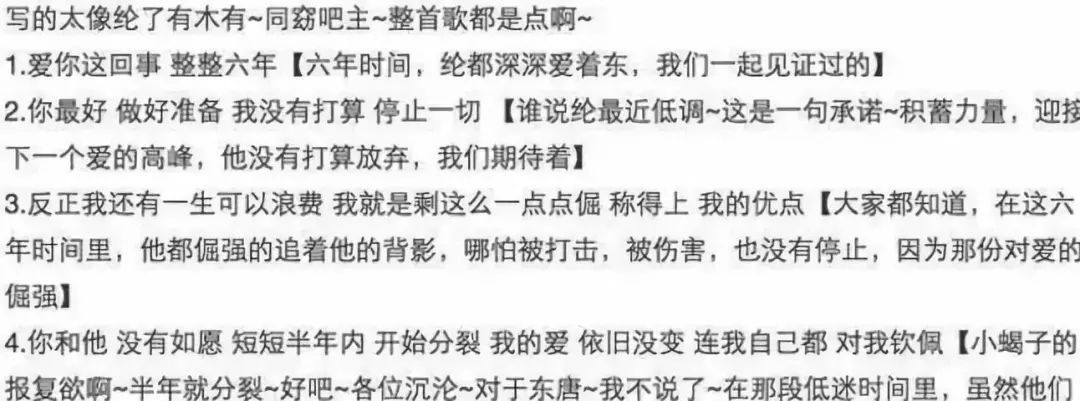 写的太像纶了有木有~同窈吧主~整首歌都是点啊~
1.爱你这回事 整整六年【六年时间，纶都深深爱着东，我们一起见证过的】
2.你最好 做好准备 我没有打算 停止一切 【谁说纶最近低调~这是一句承诺~积蓄力量，迎接
下一个爱的高峰，他没有打算放弃，我们期待着】
3.反正我还有一生可以浪费 我就是剩这么一点点倔 称得上 我的优点【大家都知道，在这六
年时间里，他都倔强的追着他的背影，哪怕被打击，被伤害，也没有停止，因为那份对爱的
倔强】
4.你和他 没有如愿 短短半年内 开始分裂 我的爱 依旧没变 连我自己都 对我钦佩【小蝎子的
报复欲啊~半年就分裂~好吧~各位沉沦~对于东唐~我不说了~在那段低迷时间里，虽然他们